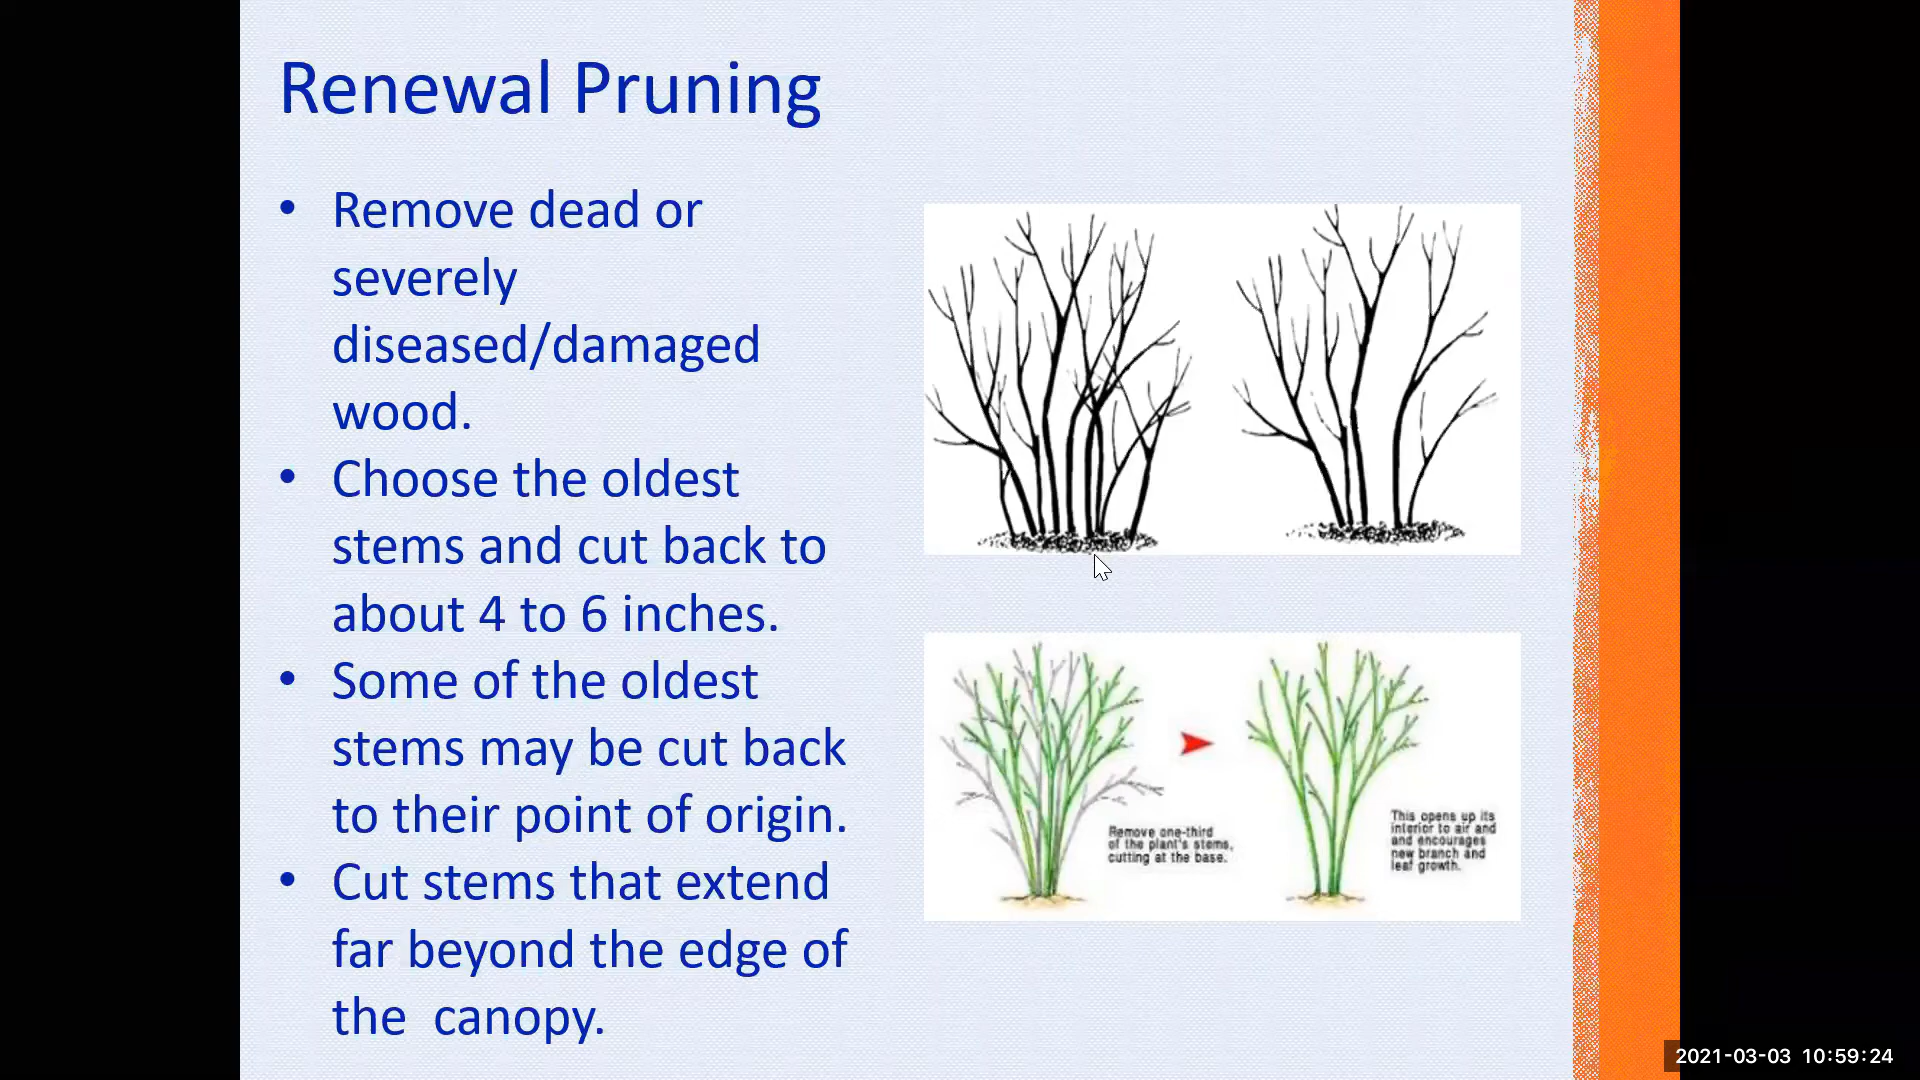 Renewal Pruning
• Remove dead or
severely
diseased/damaged
wood.
• Choose the oldest
stems and cut back to
about 4 to 6 inches.
• Some of the oldest
stems may be cut back
to their point of origin.
• Cut stems that extend
far beyond the edge of
the canopy.
Remove one-third
of the plant's stems,
cutting at the base.
This opens up its
interior to air and
and encourages
new branch and
leaf growth.
2021-03-03 10:59:24